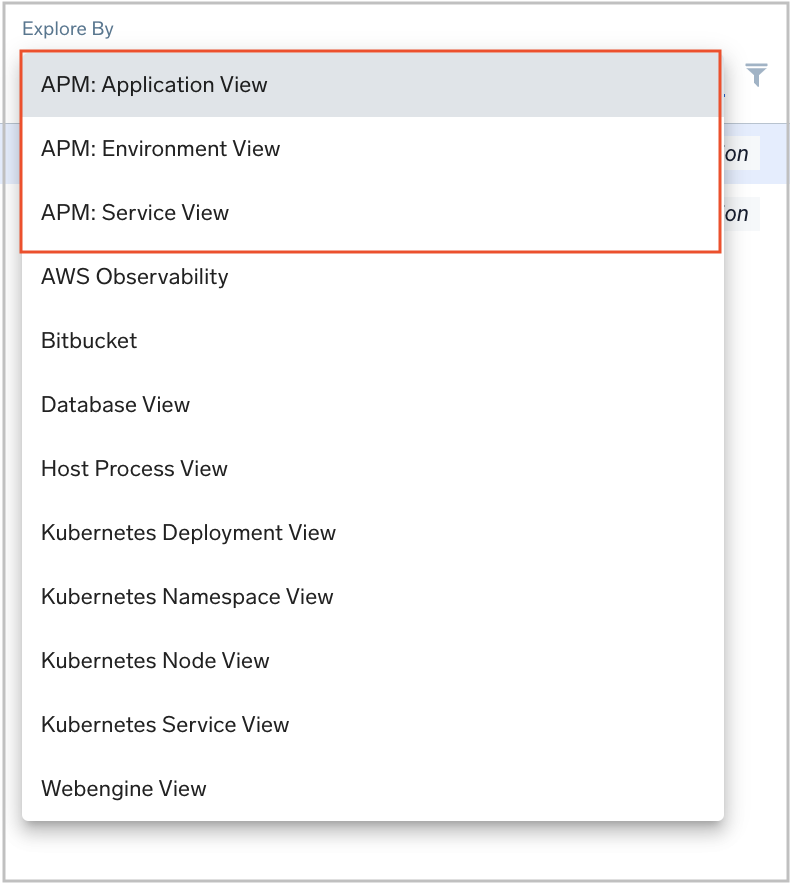 Explore By
APM: Application View
APM: Environment View
on
APM: Service View
on
AWS Observability
Bitbucket
Database View
Host Process View
Kubernetes Deployment View
Kubernetes Namespace View
Kubernetes Node View
Kubernetes Service View
Webengine View